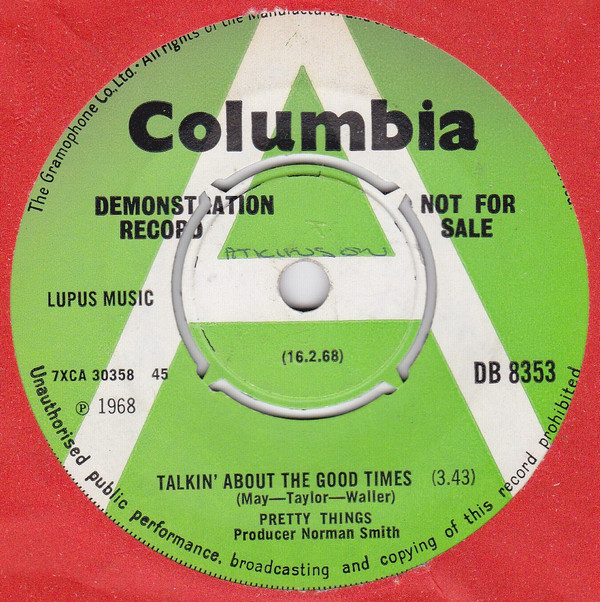 The Gramophone Co., Ltd. • All rights of the Manufacturer and
Columbia
DEMONSTRATION
RECORD
NOT FOR
SALE
LUPUS MUSIC
(16.2.68)
7XCA 30358 45
DB 8353
℗ 1968
TALKIN' ABOUT THE GOOD TIMES (3.43)
(May—Taylor—Waller)
PRETTY THINGS
Producer Norman Smith
Unauthorised public performance, broadcasting and copying of this record prohibited